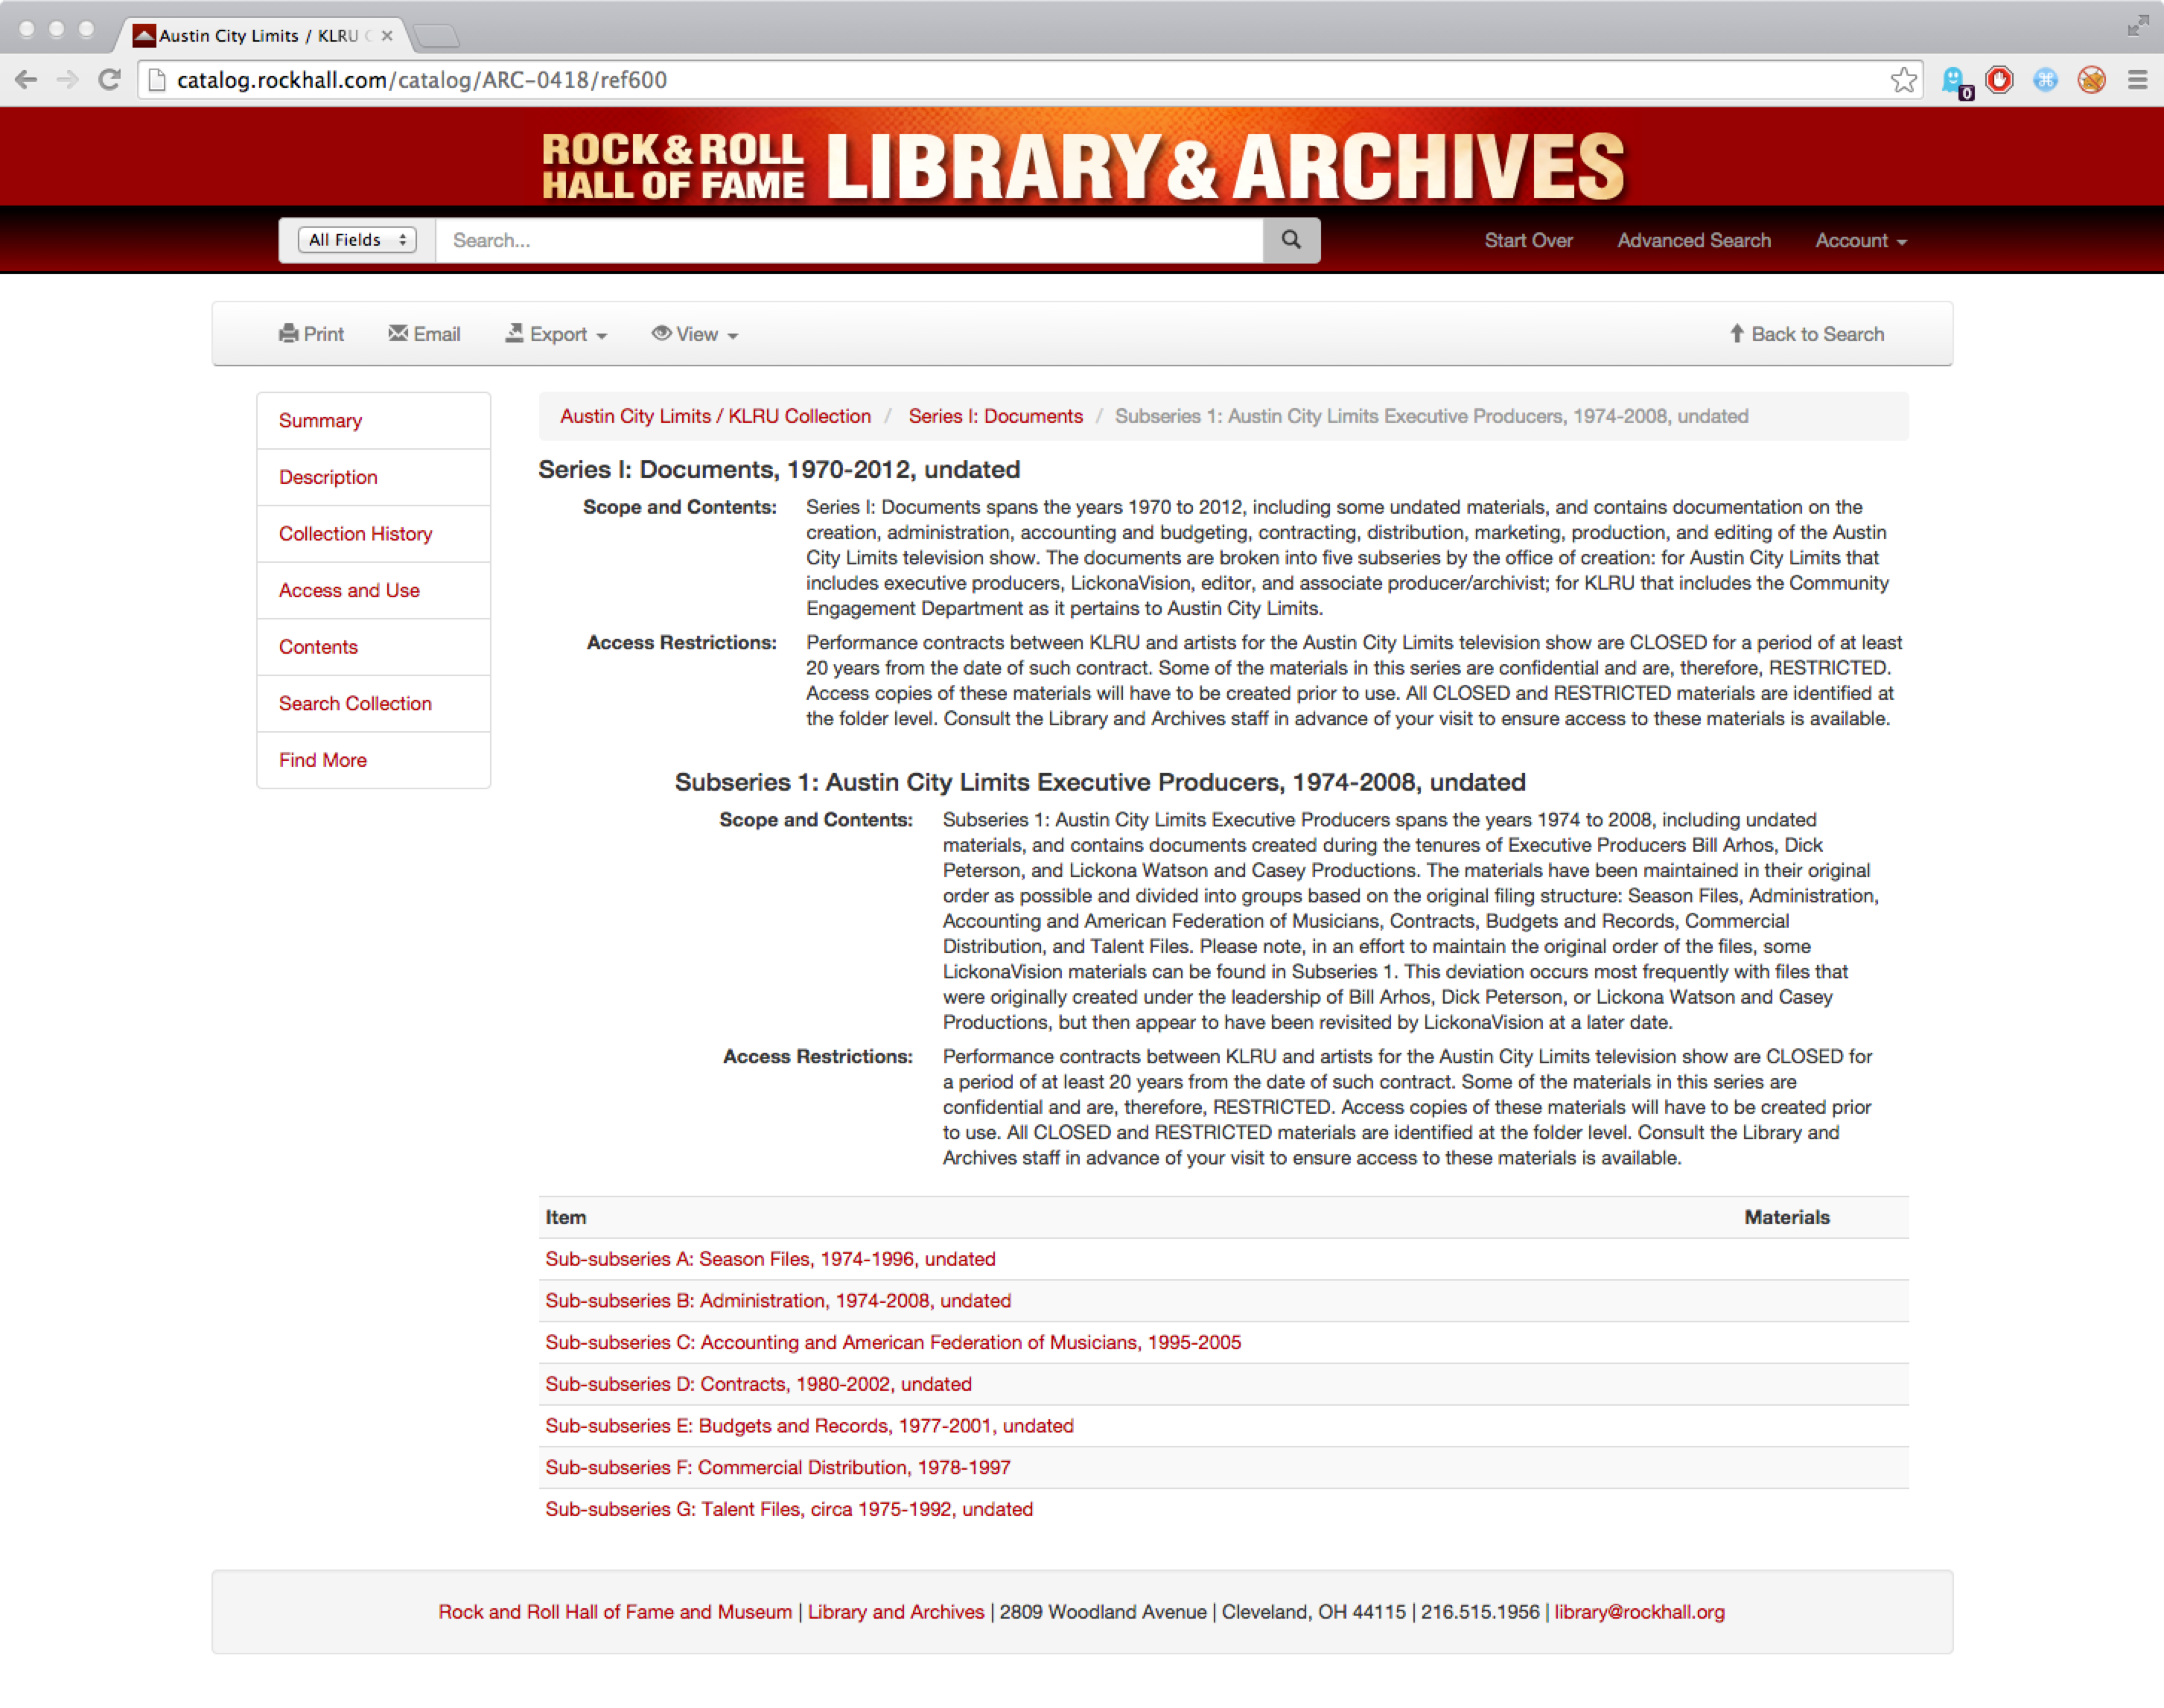 Austin City Limits / KLRU
catalog.rockhall.com/catalog/ARC-0418/ref600
0
ROCK & ROLL
HALL OF FAME
LIBRARY & ARCHIVES
All Fields
Search...
Start Over
Advanced Search
Account
Print
Email
Export
View
Back to Search
Summary
Description
Collection History
Access and Use
Contents
Search Collection
Find More
Austin City Limits / KLRU Collection / Series I: Documents / Subseries 1: Austin City Limits Executive Producers, 1974-2008, undated
Series I: Documents, 1970-2012, undated
Scope and Contents:
Series I: Documents spans the years 1970 to 2012, including some undated materials, and contains documentation on the
creation, administration, accounting and budgeting, contracting, distribution, marketing, production, and editing of the Austin
City Limits television show. The documents are broken into five subseries by the office of creation: for Austin City Limits that
includes executive producers, LickonaVision, editor, and associate producer/archivist; for KLRU that includes the Community
Engagement Department as it pertains to Austin City Limits.
Access Restrictions:
Performance contracts between KLRU and artists for the Austin City Limits television show are CLOSED for a period of at least
20 years from the date of such contract. Some of the materials in this series are confidential and are, therefore, RESTRICTED.
Access copies of these materials will have to be created prior to use. All CLOSED and RESTRICTED materials are identified at
the folder level. Consult the Library and Archives staff in advance of your visit to ensure access to these materials is available.
Subseries 1: Austin City Limits Executive Producers, 1974-2008, undated
Scope and Contents:
Subseries 1: Austin City Limits Executive Producers spans the years 1974 to 2008, including undated
materials, and contains documents created during the tenures of Executive Producers Bill Arhos, Dick
Peterson, and Lickona Watson and Casey Productions. The materials have been maintained in their original
order as possible and divided into groups based on the original filing structure: Season Files, Administration,
Accounting and American Federation of Musicians, Contracts, Budgets and Records, Commercial
Distribution, and Talent Files. Please note, in an effort to maintain the original order of the files, some
LickonaVision materials can be found in Subseries 1. This deviation occurs most frequently with files that
were originally created under the leadership of Bill Arhos, Dick Peterson, or Lickona Watson and Casey
Productions, but then appear to have been revisited by LickonaVision at a later date.
Access Restrictions:
Performance contracts between KLRU and artists for the Austin City Limits television show are CLOSED for
a period of at least 20 years from the date of such contract. Some of the materials in this series are
confidential and are, therefore, RESTRICTED. Access copies of these materials will have to be created prior
to use. All CLOSED and RESTRICTED materials are identified at the folder level. Consult the Library and
Archives staff in advance of your visit to ensure access to these materials is available.
Item
Materials
Sub-subseries A: Season Files, 1974-1996, undated
Sub-subseries B: Administration, 1974-2008, undated
Sub-subseries C: Accounting and American Federation of Musicians, 1995-2005
Sub-subseries D: Contracts, 1980-2002, undated
Sub-subseries E: Budgets and Records, 1977-2001, undated
Sub-subseries F: Commercial Distribution, 1978-1997
Sub-subseries G: Talent Files, circa 1975-1992, undated
Rock and Roll Hall of Fame and Museum | Library and Archives | 2809 Woodland Avenue | Cleveland, OH 44115 | 216.515.1956 | library@rockhall.org